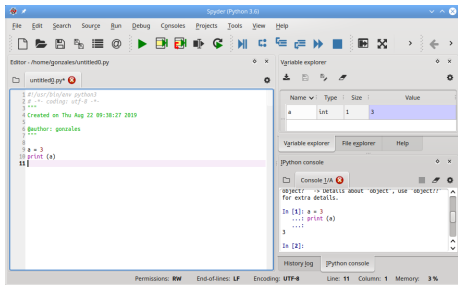 Spyder (Python 3.6)
File Edit Search Source Run Debug Consoles Projects Tools View Help
Editor - /home/gonzales/untitled0.py
untitled0.py*
1 #!/usr/bin/env python3
2 # -*- coding: utf-8 -*-
3 """
4 Created on Thu Aug 22 09:30:27 2019
5
6 @author: gonzales
7 """
8
9 a = 3
10 print (a)
11
Variable explorer
Name Type Size Value
a int 1 3
Variable explorer File explorer Help
IPython console
Console 1/A
object? -> Details about 'object', use 'object??'
for extra details.
In [1]: a = 3
...: print (a)
...:
3
In [2]:
History log IPython console
Permissions: RW End-of-lines: LF Encoding: UTF-8 Line: 11 Column: 1 Memory: 3 %